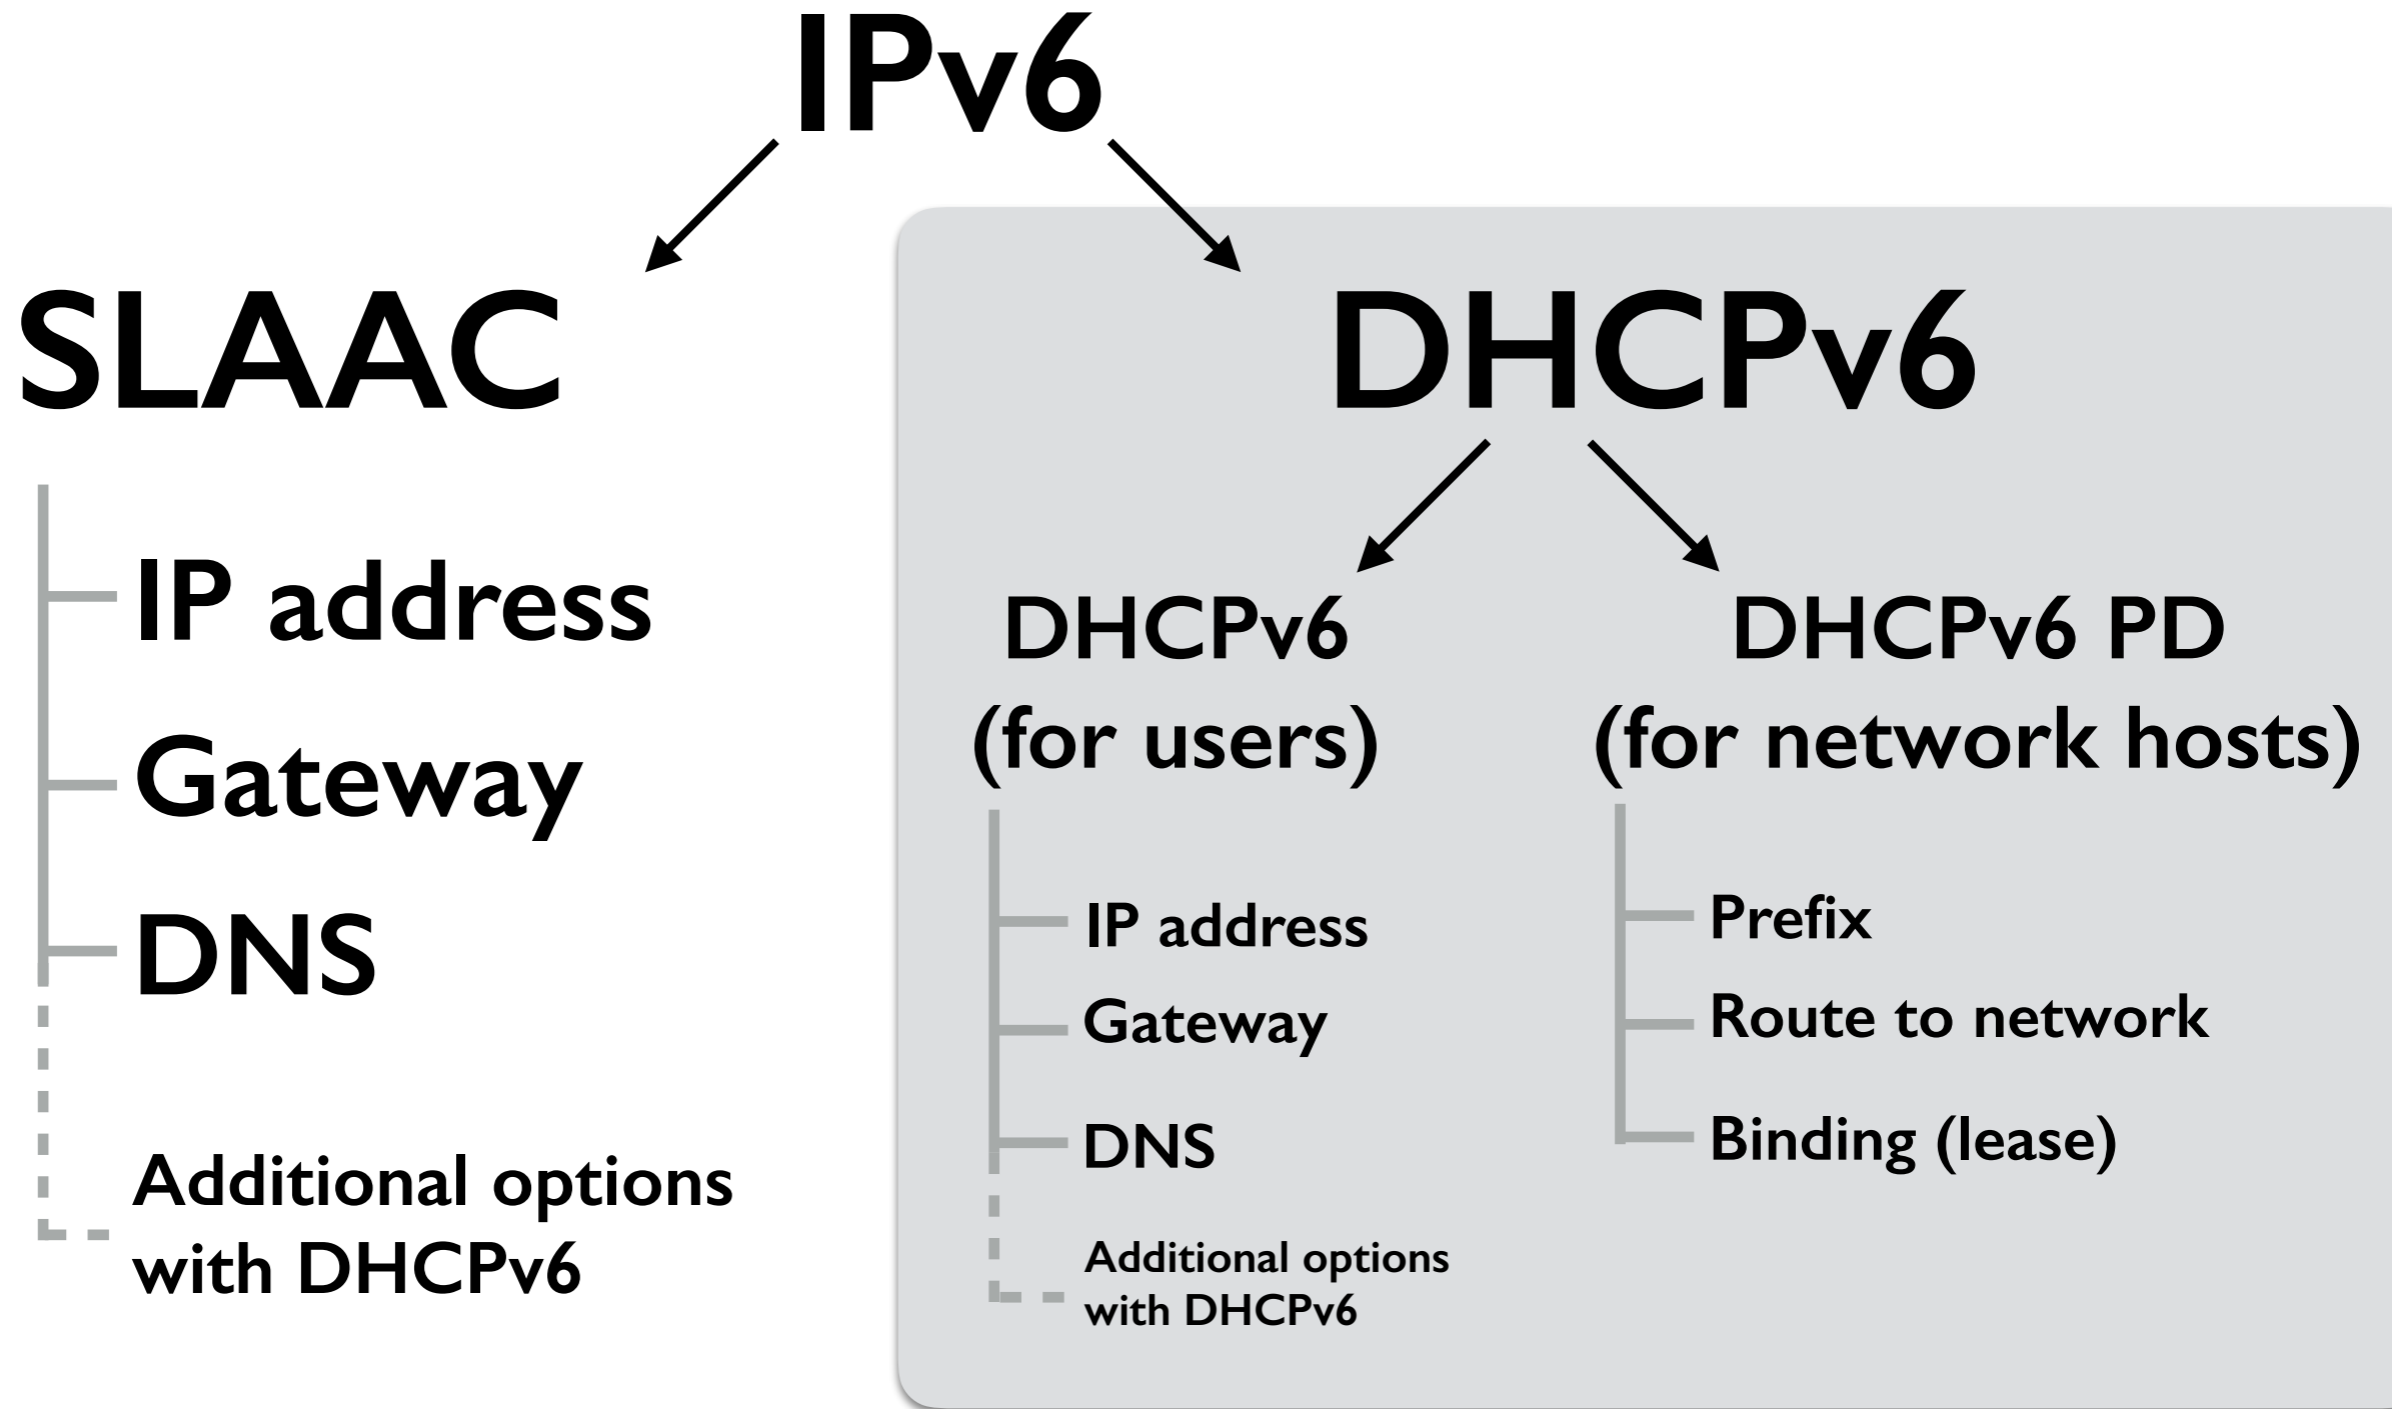 IPv6
SLAAC
IP address
Gateway
DNS
Additional options
with DHCPv6
DHCPv6
DHCPv6
(for users)
IP address
Gateway
DNS
Additional options
with DHCPv6
DHCPv6 PD
(for network hosts)
Prefix
Route to network
Binding (lease)